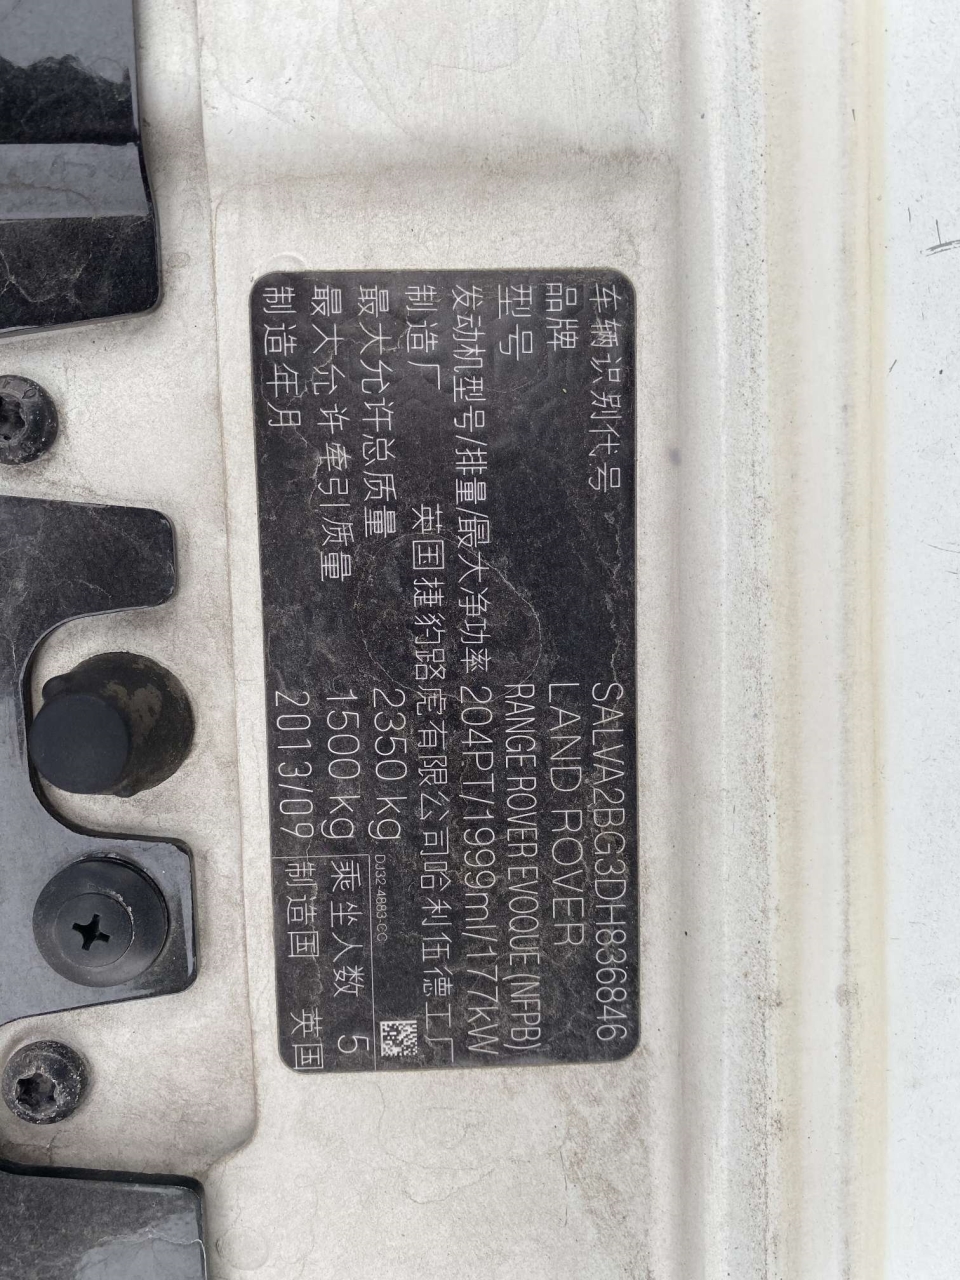 车辆识别代号 SALVA2BG3DH836846
品牌 LAND ROVER
型号 RANGE ROVER EVOQUE (NFPB)
发动机型号/排量/最大净功率 204PT/1999ml/177kW
制造厂 英国捷豹路虎有限公司哈利伍德工厂
最大允许总质量 2350 kg DJ32-4883-CC
最大允许牵引质量 1500 kg 乘坐人数 5
制造年月 2013/09 制造国 英国